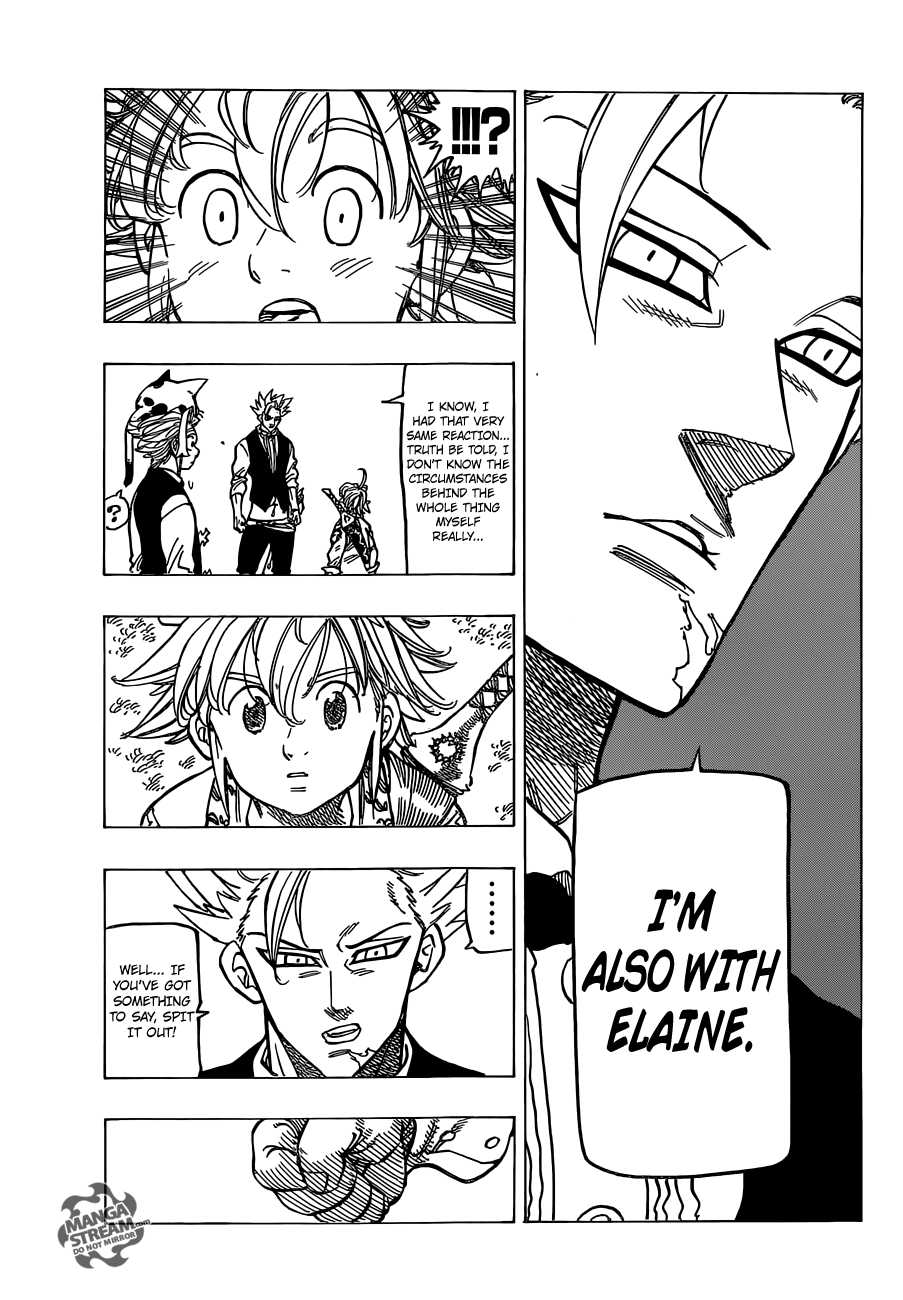 I'M
ALSO WITH
ELAINE.
!!!?
I KNOW, I
HAD THAT VERY
SAME REACTION...
TRUTH BE TOLD, I
DON'T KNOW THE
CIRCUMSTANCES
BEHIND THE
WHOLE THING
MYSELF
REALLY...
?
......
WELL... IF
YOU'VE GOT
SOMETHING
TO SAY, SPIT
IT OUT!
MANGA
STREAM.com
DO NOT MIRROR